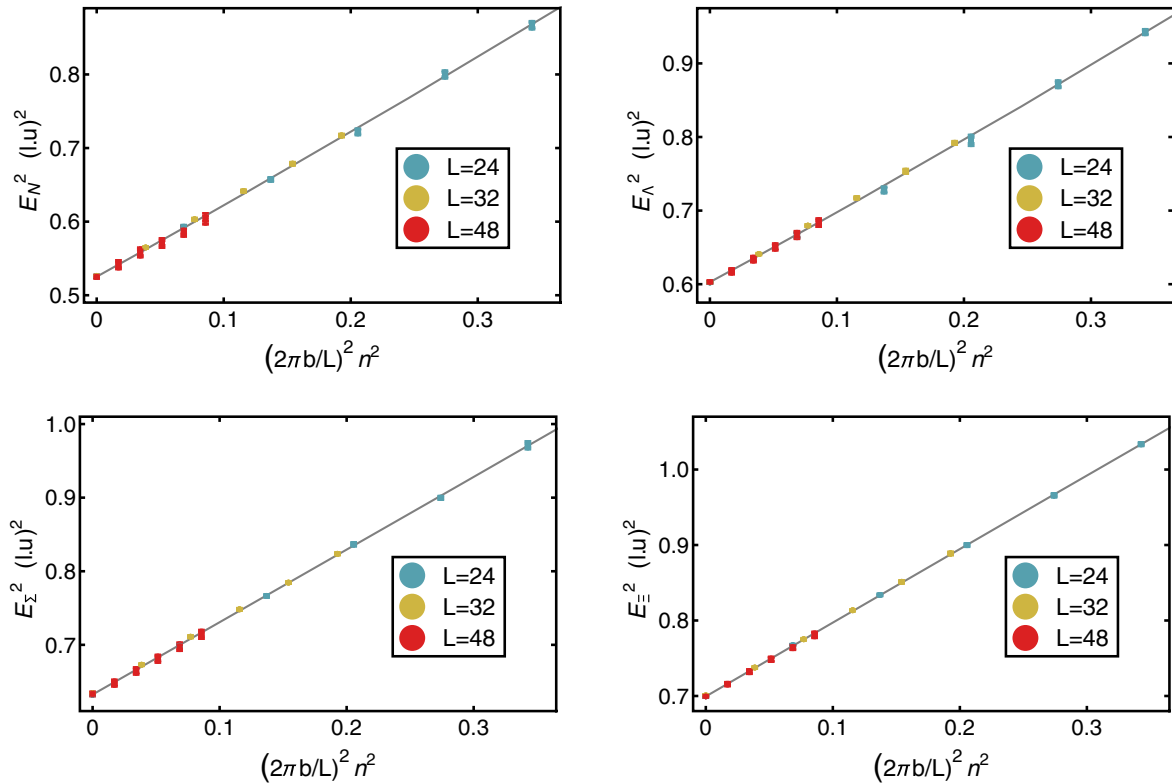 0.8
0.7
0.6
0.5
E_N^2 (l.u)^2
L=24
L=32
L=48
0 0.1 0.2 0.3
(2πb/L)^2 n^2
0.9
0.8
0.7
0.6
E_Λ^2 (l.u)^2
L=24
L=32
L=48
0 0.1 0.2 0.3
(2πb/L)^2 n^2
1.0
0.9
0.8
0.7
E_Σ^2 (l.u)^2
L=24
L=32
L=48
0 0.1 0.2 0.3
(2πb/L)^2 n^2
1.0
0.9
0.8
0.7
E_Ξ^2 (l.u)^2
L=24
L=32
L=48
0 0.1 0.2 0.3
(2πb/L)^2 n^2